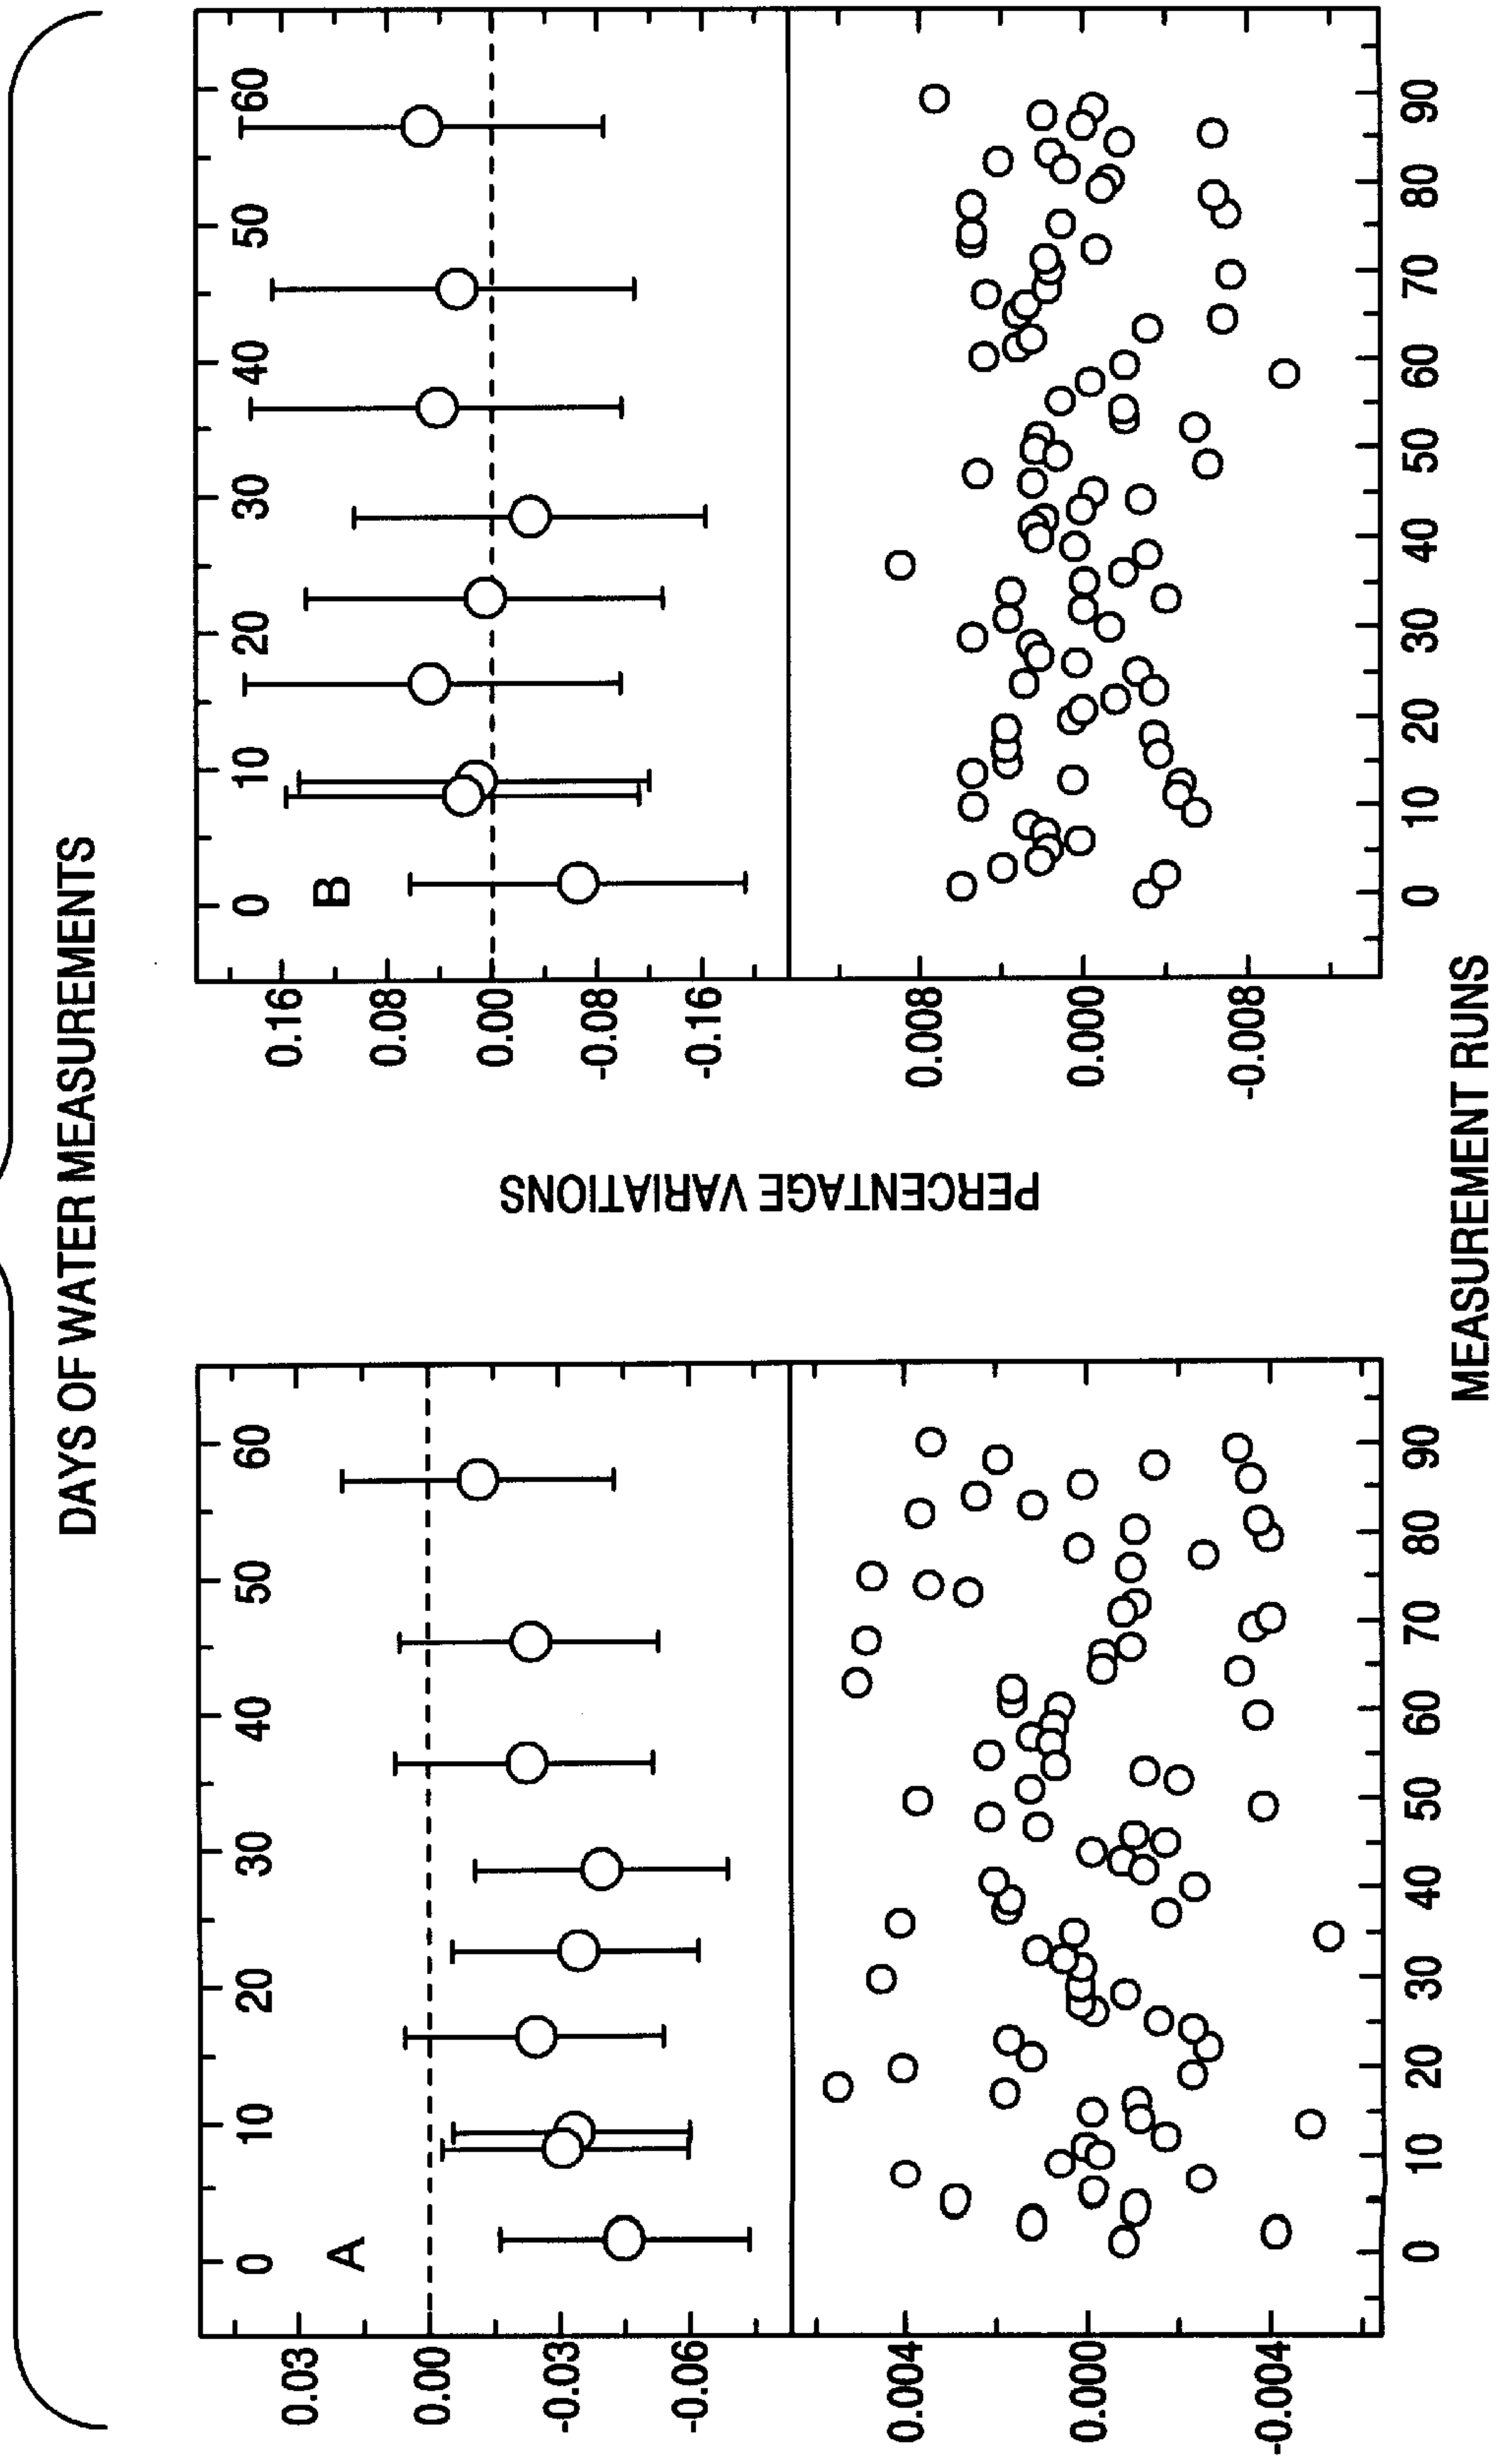 DAYS OF WATER MEASUREMENTS
0 10 20 30 40 50 60
A
0.03
0.00
-0.03
-0.06
0.004
0.000
-0.004
0 10 20 30 40 50 60 70 80 90
PERCENTAGE VARIATIONS
0 10 20 30 40 50 60
B
0.16
0.08
0.00
-0.08
-0.16
0.008
0.000
-0.008
0 10 20 30 40 50 60 70 80 90
MEASUREMENT RUNS